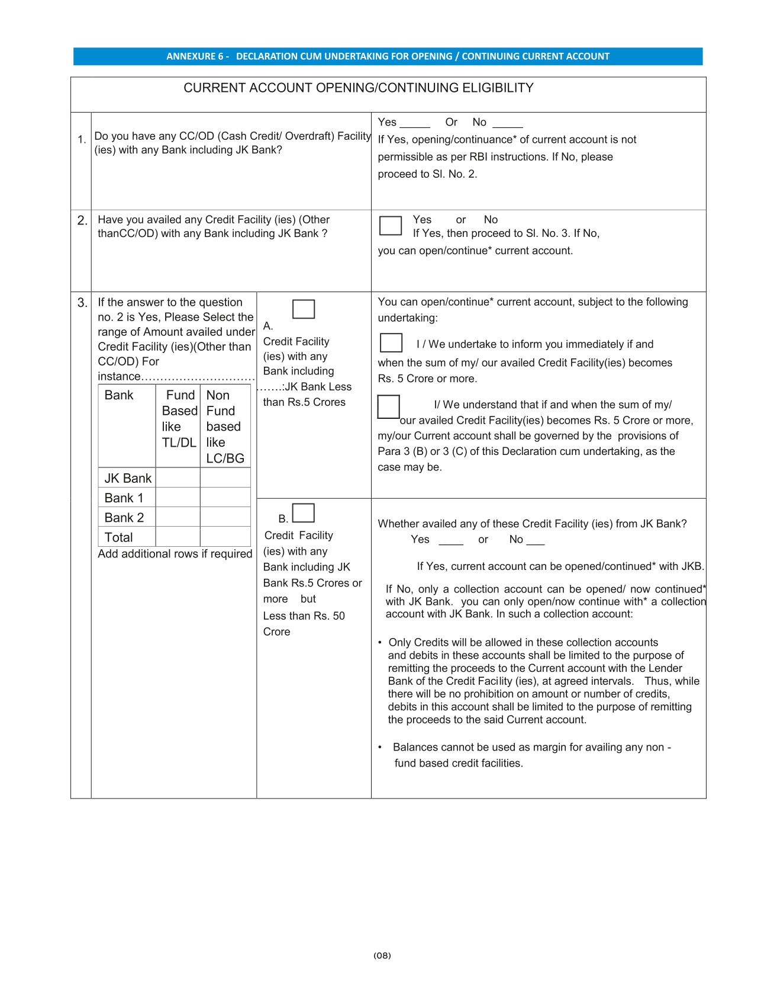 ANNEXURE 6 - DECLARATION CUM UNDERTAKING FOR OPENING / CONTINUING CURRENT ACCOUNT
CURRENT ACCOUNT OPENING/CONTINUING ELIGIBILITY
1.
Do you have any CC/OD (Cash Credit/ Overdraft) Facility
(ies) with any Bank including JK Bank?
Yes _____ Or No _____
If Yes, opening/continuance* of current account is not
permissible as per RBI instructions. If No, please
proceed to Sl. No. 2.
2.
Have you availed any Credit Facility (ies) (Other
thanCC/OD) with any Bank including JK Bank ?
Yes or No
If Yes, then proceed to Sl. No. 3. If No,
you can open/continue* current account.
3.
If the answer to the question
no. 2 is Yes, Please Select the
range of Amount availed under
Credit Facility (ies)(Other than
CC/OD) For
instance…………………………
Bank
Fund
Based
like
TL/DL
Non
Fund
based
like
LC/BG
JK Bank
Bank 1
Bank 2
Total
Add additional rows if required
A.
Credit Facility
(ies) with any
Bank including
…….:JK Bank Less
than Rs.5 Crores
You can open/continue* current account, subject to the following
undertaking:
I / We undertake to inform you immediately if and
when the sum of my/ our availed Credit Facility(ies) becomes
Rs. 5 Crore or more.
I/ We understand that if and when the sum of my/
our availed Credit Facility(ies) becomes Rs. 5 Crore or more,
my/our Current account shall be governed by the provisions of
Para 3 (B) or 3 (C) of this Declaration cum undertaking, as the
case may be.
B.
Credit Facility
(ies) with any
Bank including JK
Bank Rs.5 Crores or
more but
Less than Rs. 50
Crore
Whether availed any of these Credit Facility (ies) from JK Bank?
Yes ____ or No ___
If Yes, current account can be opened/continued* with JKB.
If No, only a collection account can be opened/ now continued*
with JK Bank. you can only open/now continue with* a collection
account with JK Bank. In such a collection account:
• Only Credits will be allowed in these collection accounts
and debits in these accounts shall be limited to the purpose of
remitting the proceeds to the Current account with the Lender
Bank of the Credit Facility (ies), at agreed intervals. Thus, while
there will be no prohibition on amount or number of credits,
debits in this account shall be limited to the purpose of remitting
the proceeds to the said Current account.
• Balances cannot be used as margin for availing any non -
fund based credit facilities.
(08)